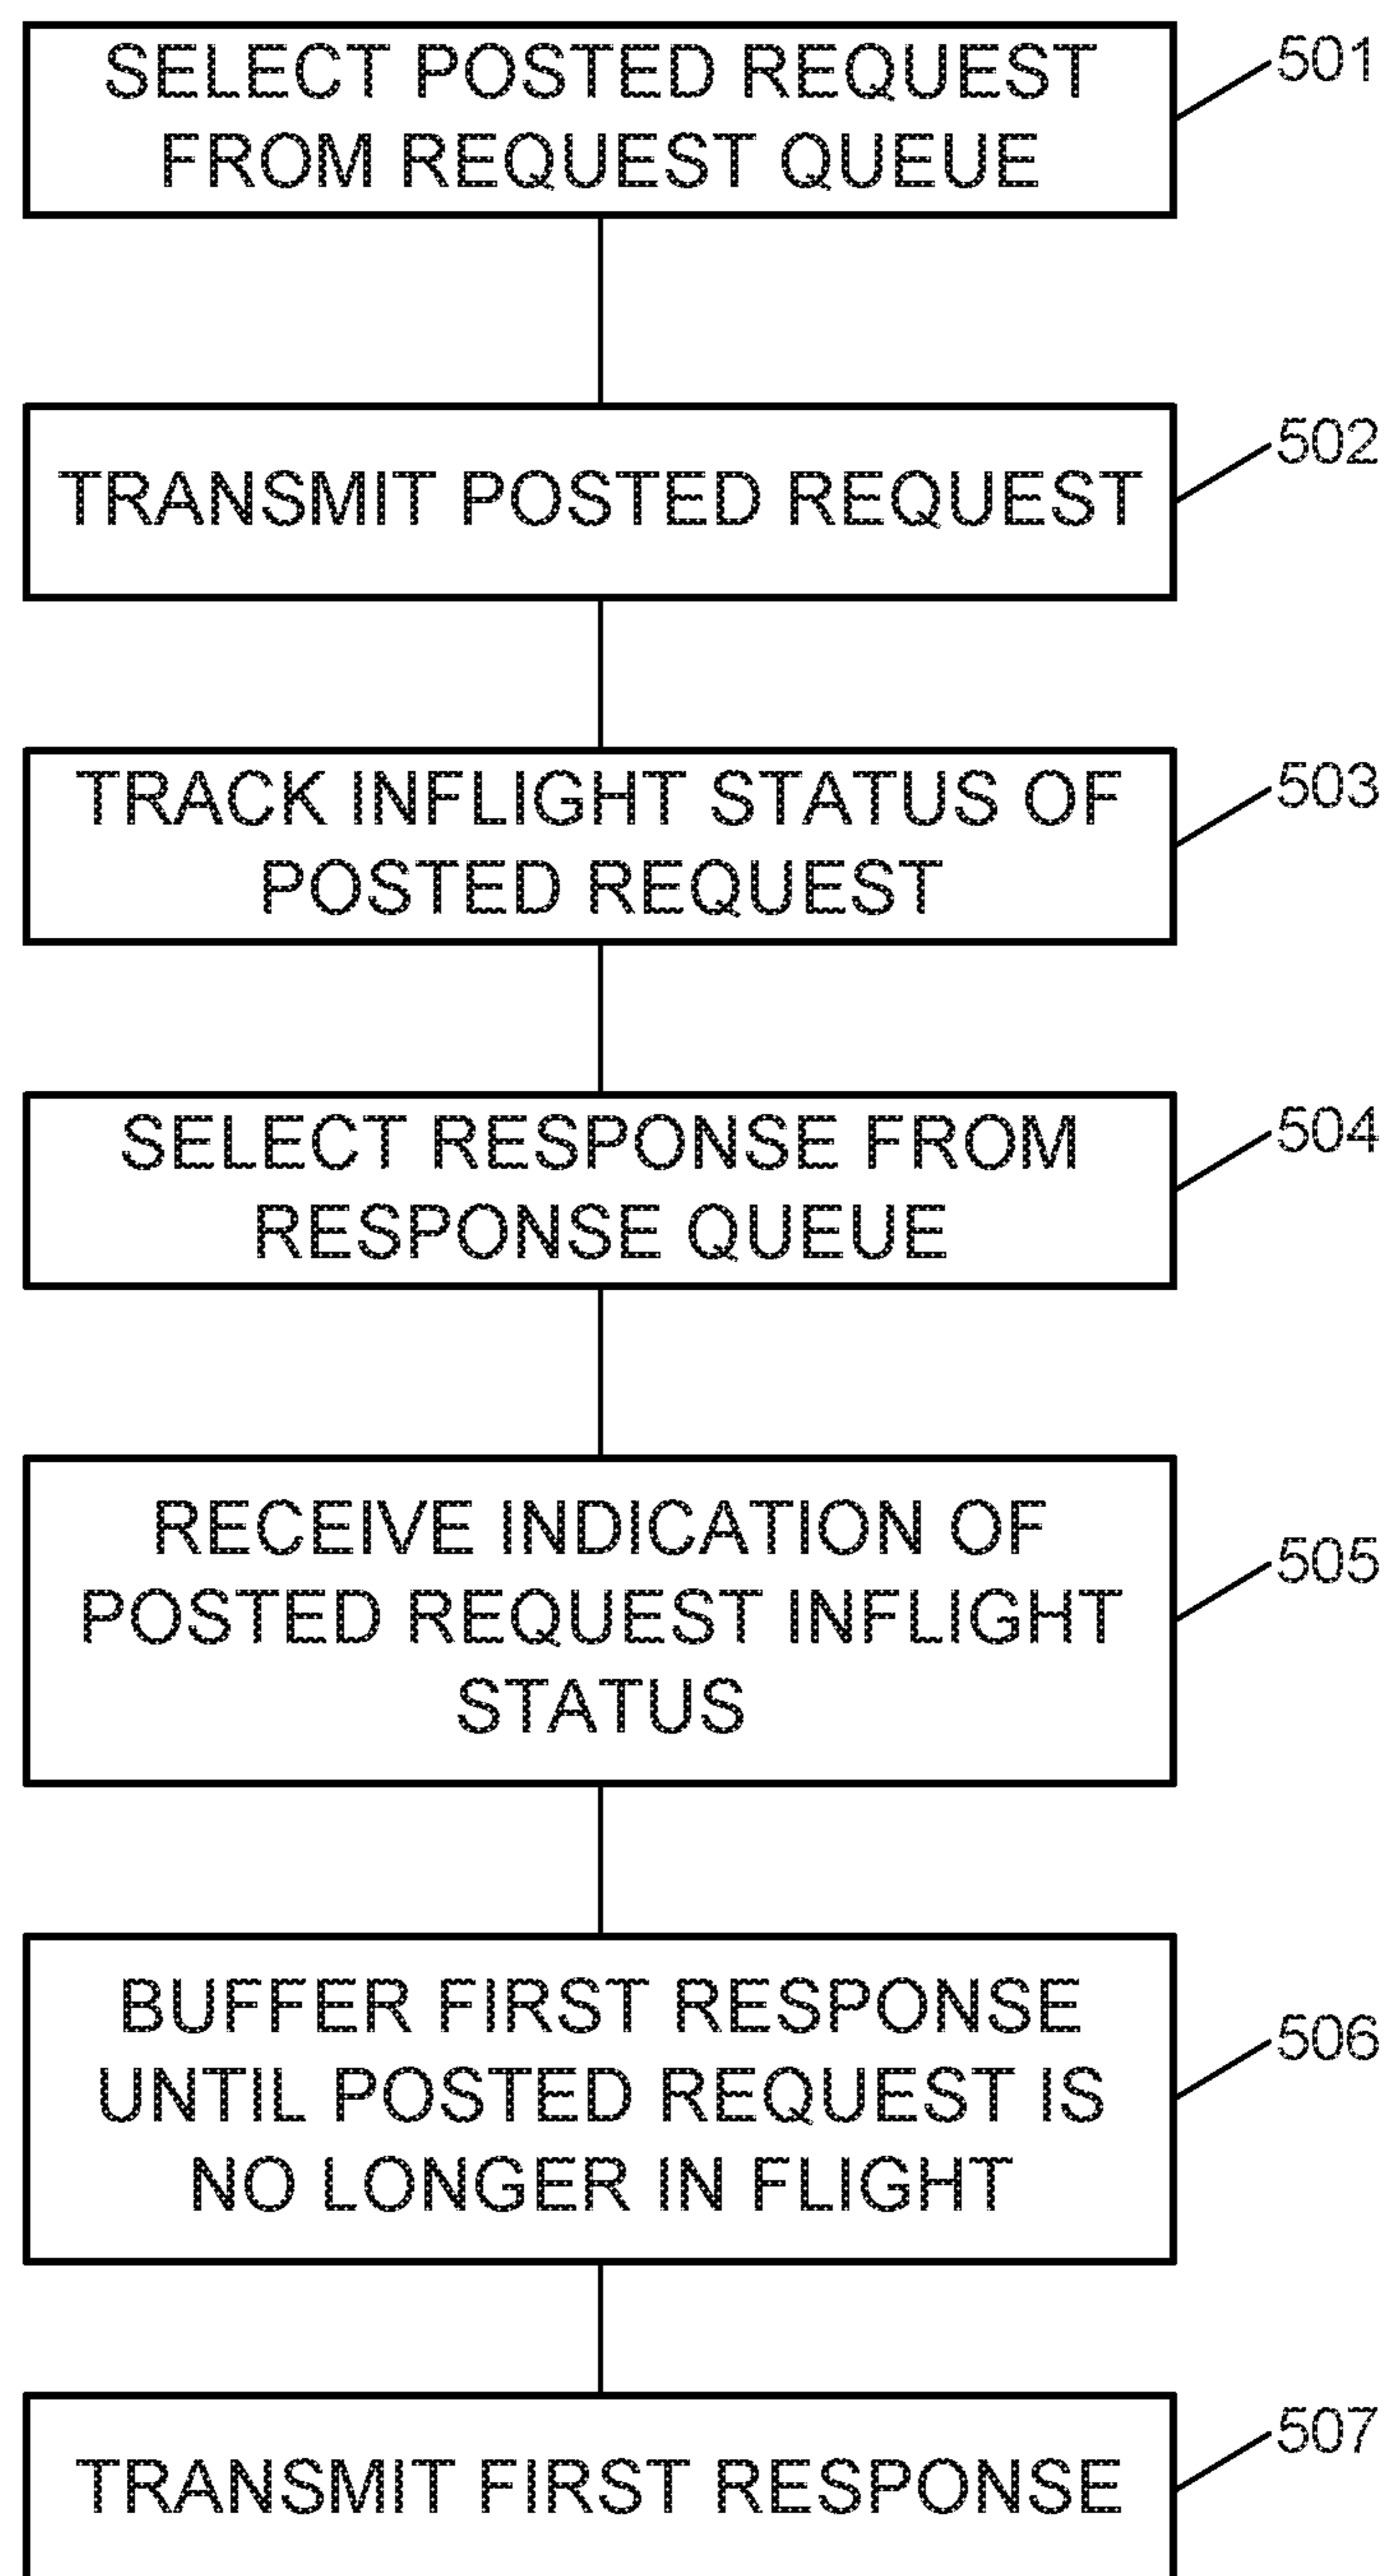 SELECT POSTED REQUEST
FROM REQUEST QUEUE
501
TRANSMIT POSTED REQUEST
502
TRACK INFLIGHT STATUS OF
POSTED REQUEST
503
SELECT RESPONSE FROM
RESPONSE QUEUE
504
RECEIVE INDICATION OF
POSTED REQUEST INFLIGHT
STATUS
505
BUFFER FIRST RESPONSE
UNTIL POSTED REQUEST IS
NO LONGER IN FLIGHT
506
TRANSMIT FIRST RESPONSE
507